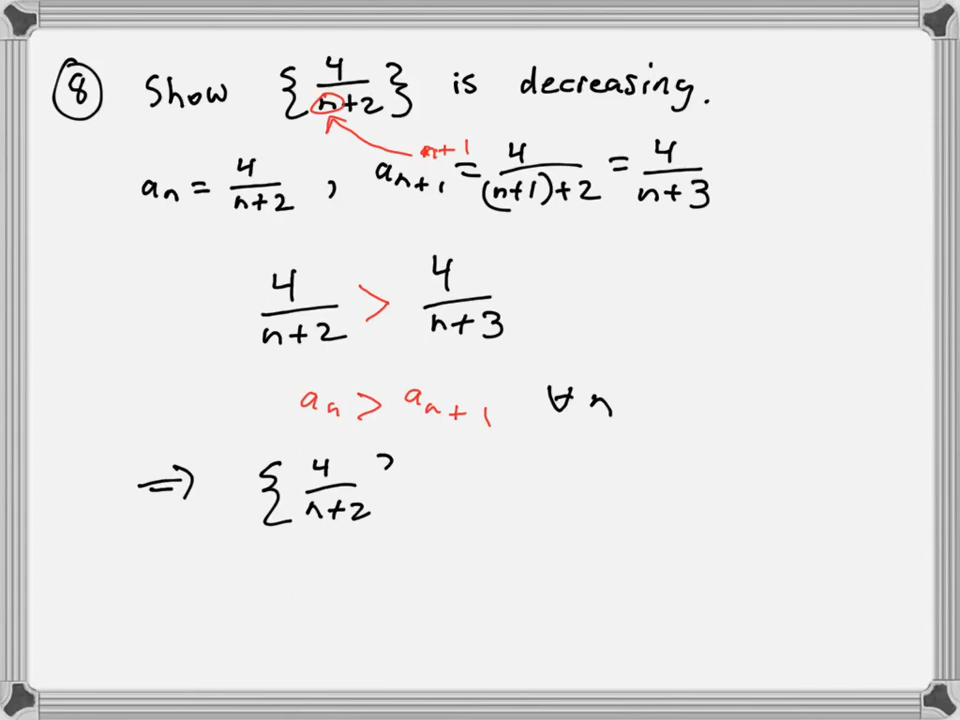 ⑧ Show {4/(n+2)} is decreasing.
n+1
aₙ = 4/(n+2) , aₙ₊₁ = 4/((n+1)+2) = 4/(n+3)
4/(n+2) > 4/(n+3)
aₙ > aₙ₊₁ ∀ n
⇒ {4/(n+2)